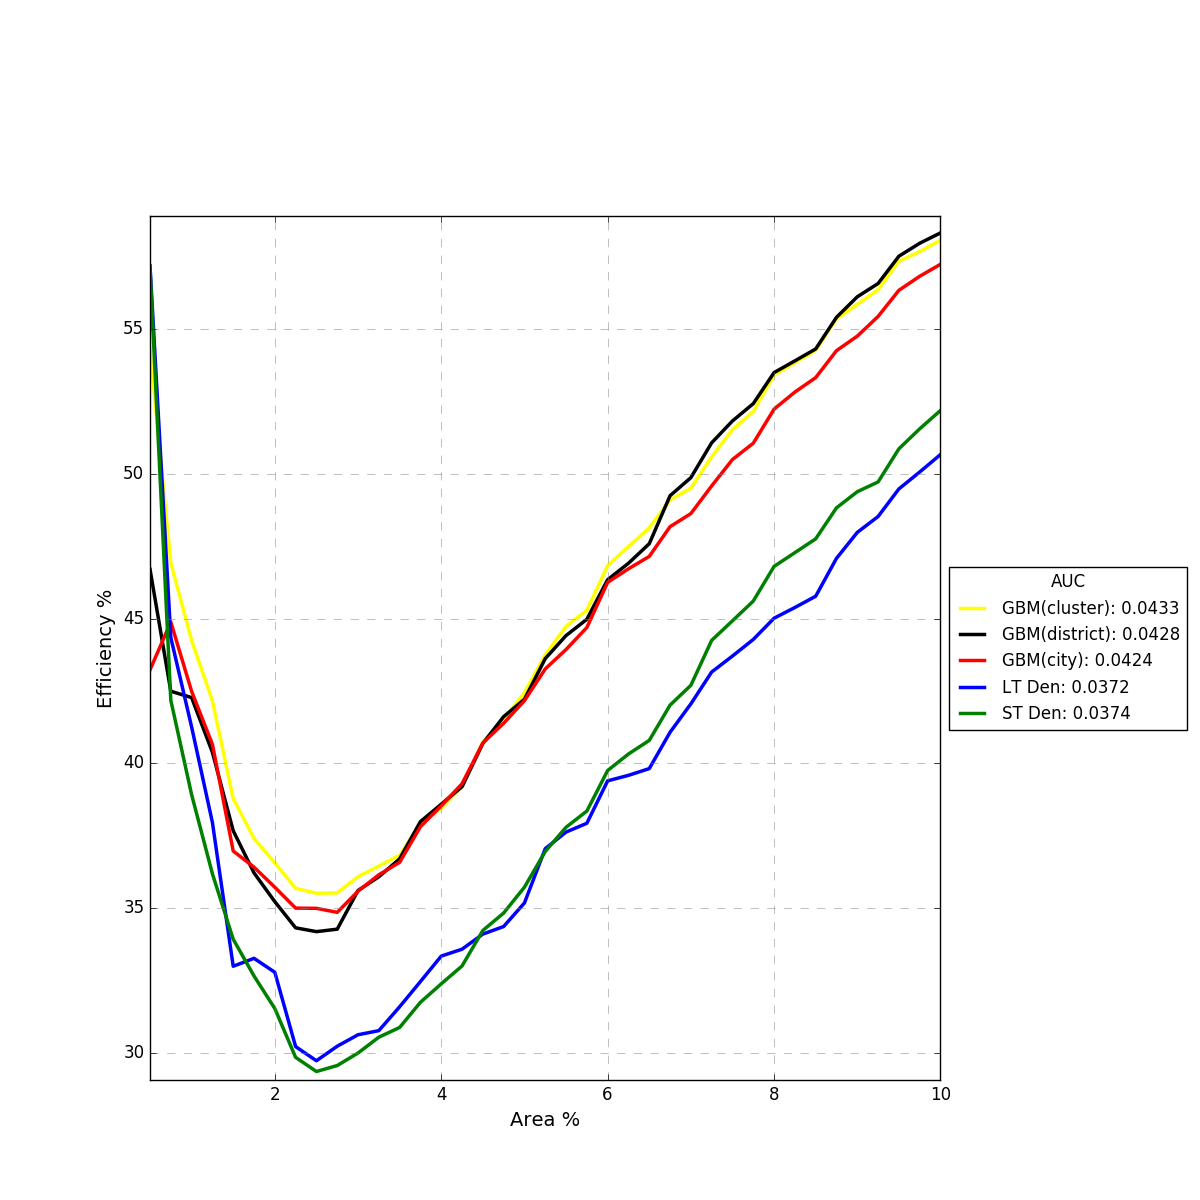 55
50
45
40
35
30
Efficiency %
2
4
6
8
10
Area %
AUC
GBM(cluster): 0.0433
GBM(district): 0.0428
GBM(city): 0.0424
LT Den: 0.0372
ST Den: 0.0374